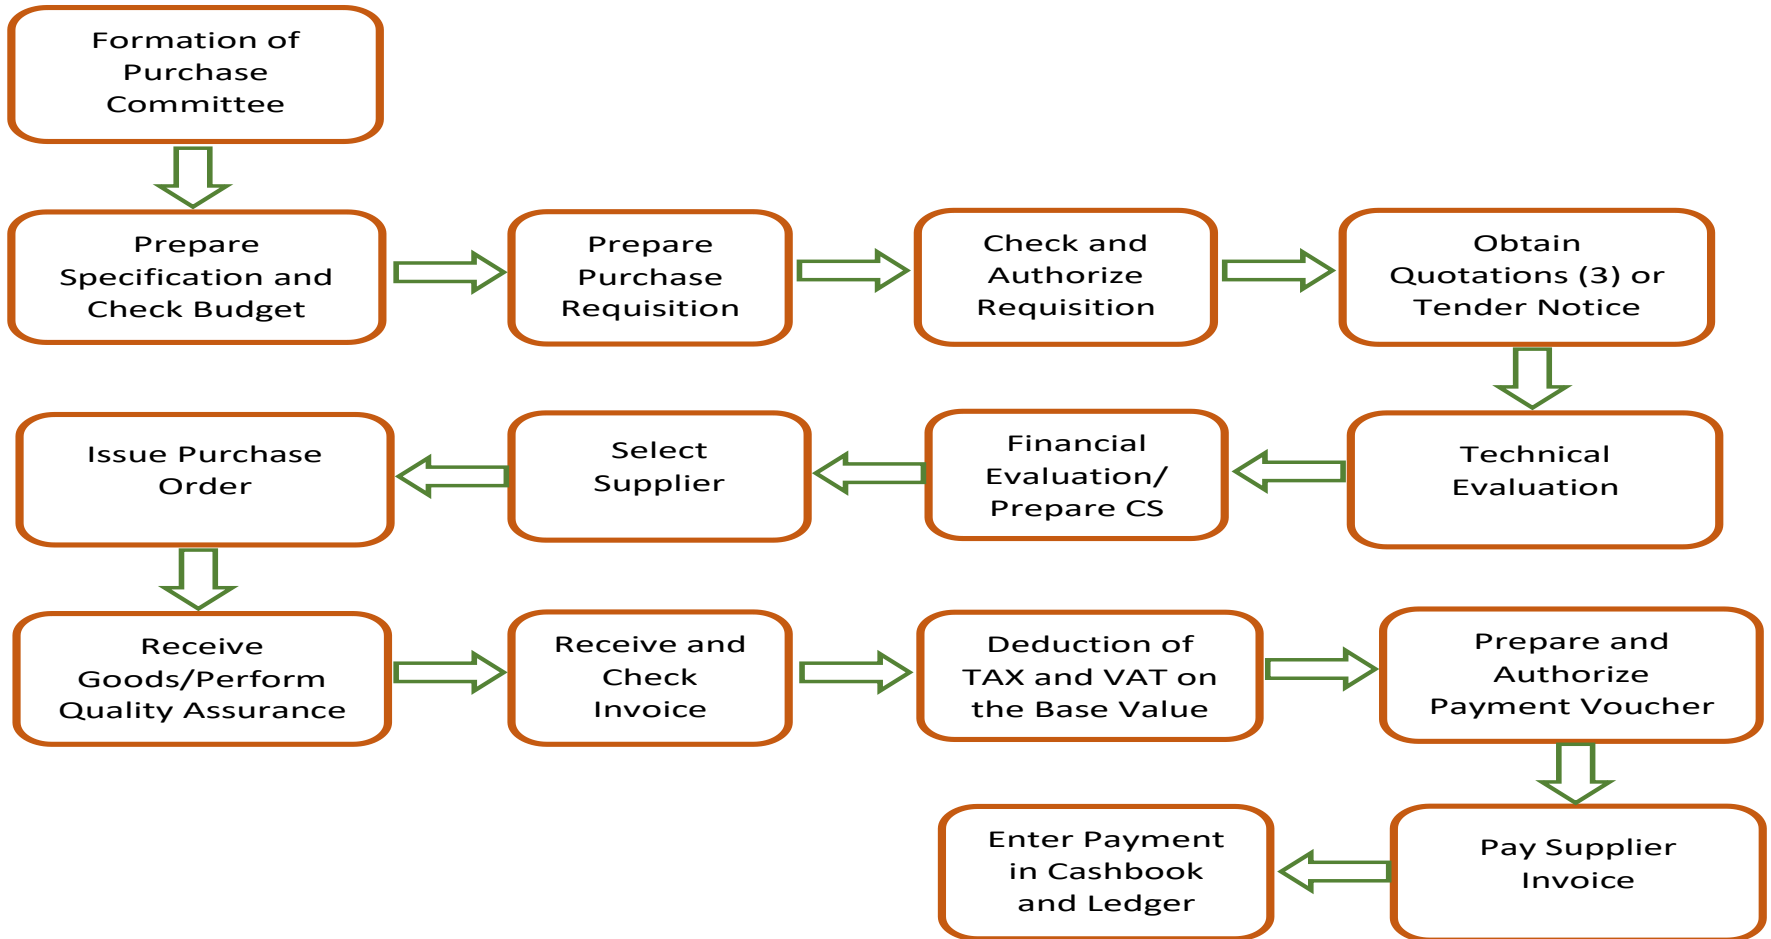 Formation of
Purchase
Committee
Prepare
Specification and
Check Budget
Prepare
Purchase
Requisition
Check and
Authorize
Requisition
Obtain
Quotations (3) or
Tender Notice
Technical
Evaluation
Financial
Evaluation/
Prepare CS
Select
Supplier
Issue Purchase
Order
Receive
Goods/Perform
Quality Assurance
Receive and
Check
Invoice
Deduction of
TAX and VAT on
the Base Value
Prepare and
Authorize
Payment Voucher
Pay Supplier
Invoice
Enter Payment
in Cashbook
and Ledger